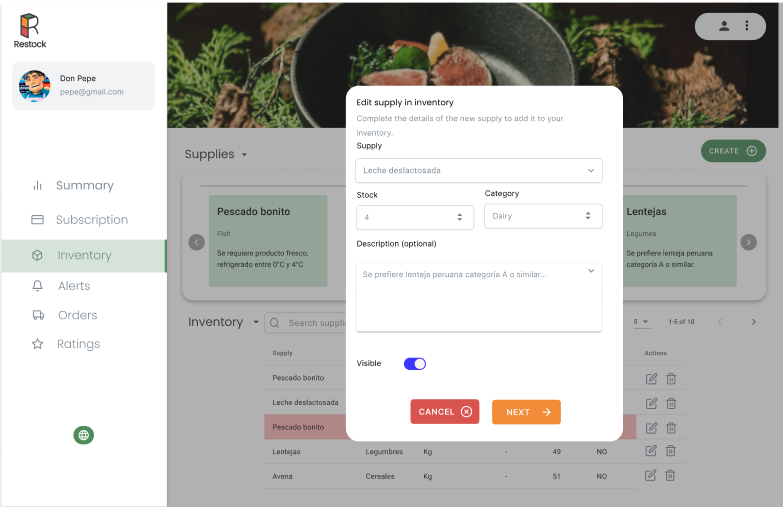 Restock
Don Pepe
pepe@gmail.com
Summary
Subscription
Inventory
Alerts
Orders
Ratings
Supplies
CREATE
Pescado bonito
Fish
Se requiere producto fresco,
refrigerado entre 0°C y 4°C
Lentejas
Legumes
Se prefiere lenteja peruana
categoría A o similar.
Inventory
Search supplie
5
1-5 of 10
Supply
Actions
Pescado bonito
Leche deslactosada
Pescado bonito
Lentejas Legumbres Kg - 49 NO
Avena Cereales Kg - 51 NO
Edit supply in inventory
Complete the details of the new supply to add it to your
inventory.
Supply
Leche deslactosada
Stock Category
4 Dairy
Description (optional)
Se prefiere lenteja peruana categoría A o similar...
Visible
CANCEL NEXT